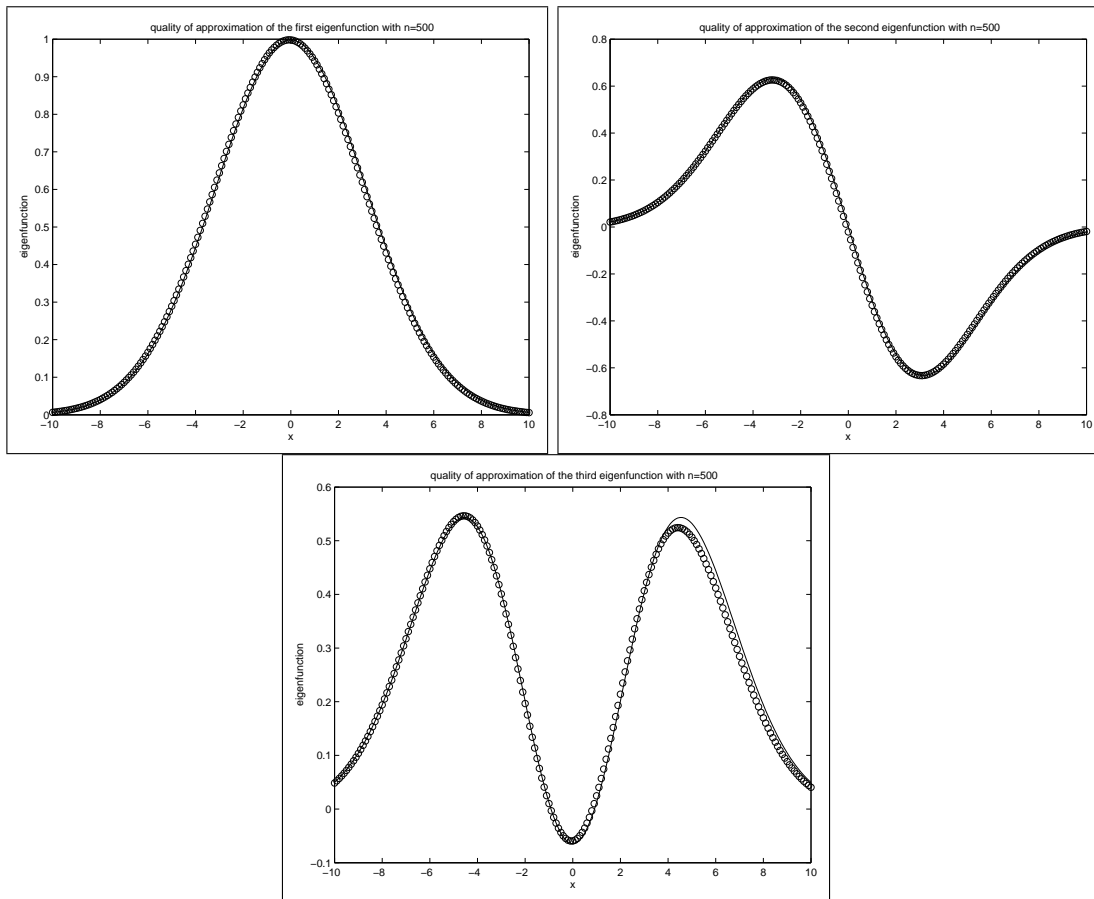 quality of approximation of the first eigenfunction with n=500
1
0.9
0.8
0.7
0.6
0.5
0.4
0.3
0.2
0.1
0
eigenfunction
−10 −8 −6 −4 −2 0 2 4 6 8 10
x
quality of approximation of the second eigenfunction with n=500
0.8
0.6
0.4
0.2
0
−0.2
−0.4
−0.6
−0.8
eigenfunction
−10 −8 −6 −4 −2 0 2 4 6 8 10
x
quality of approximation of the third eigenfunction with n=500
0.6
0.5
0.4
0.3
0.2
0.1
0
−0.1
eigenfunction
−10 −8 −6 −4 −2 0 2 4 6 8 10
x